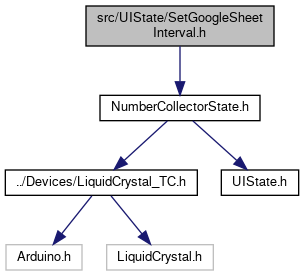 src/UIState/SetGoogleSheet
Interval.h
NumberCollectorState.h
../Devices/LiquidCrystal_TC.h
UIState.h
Arduino.h
LiquidCrystal.h